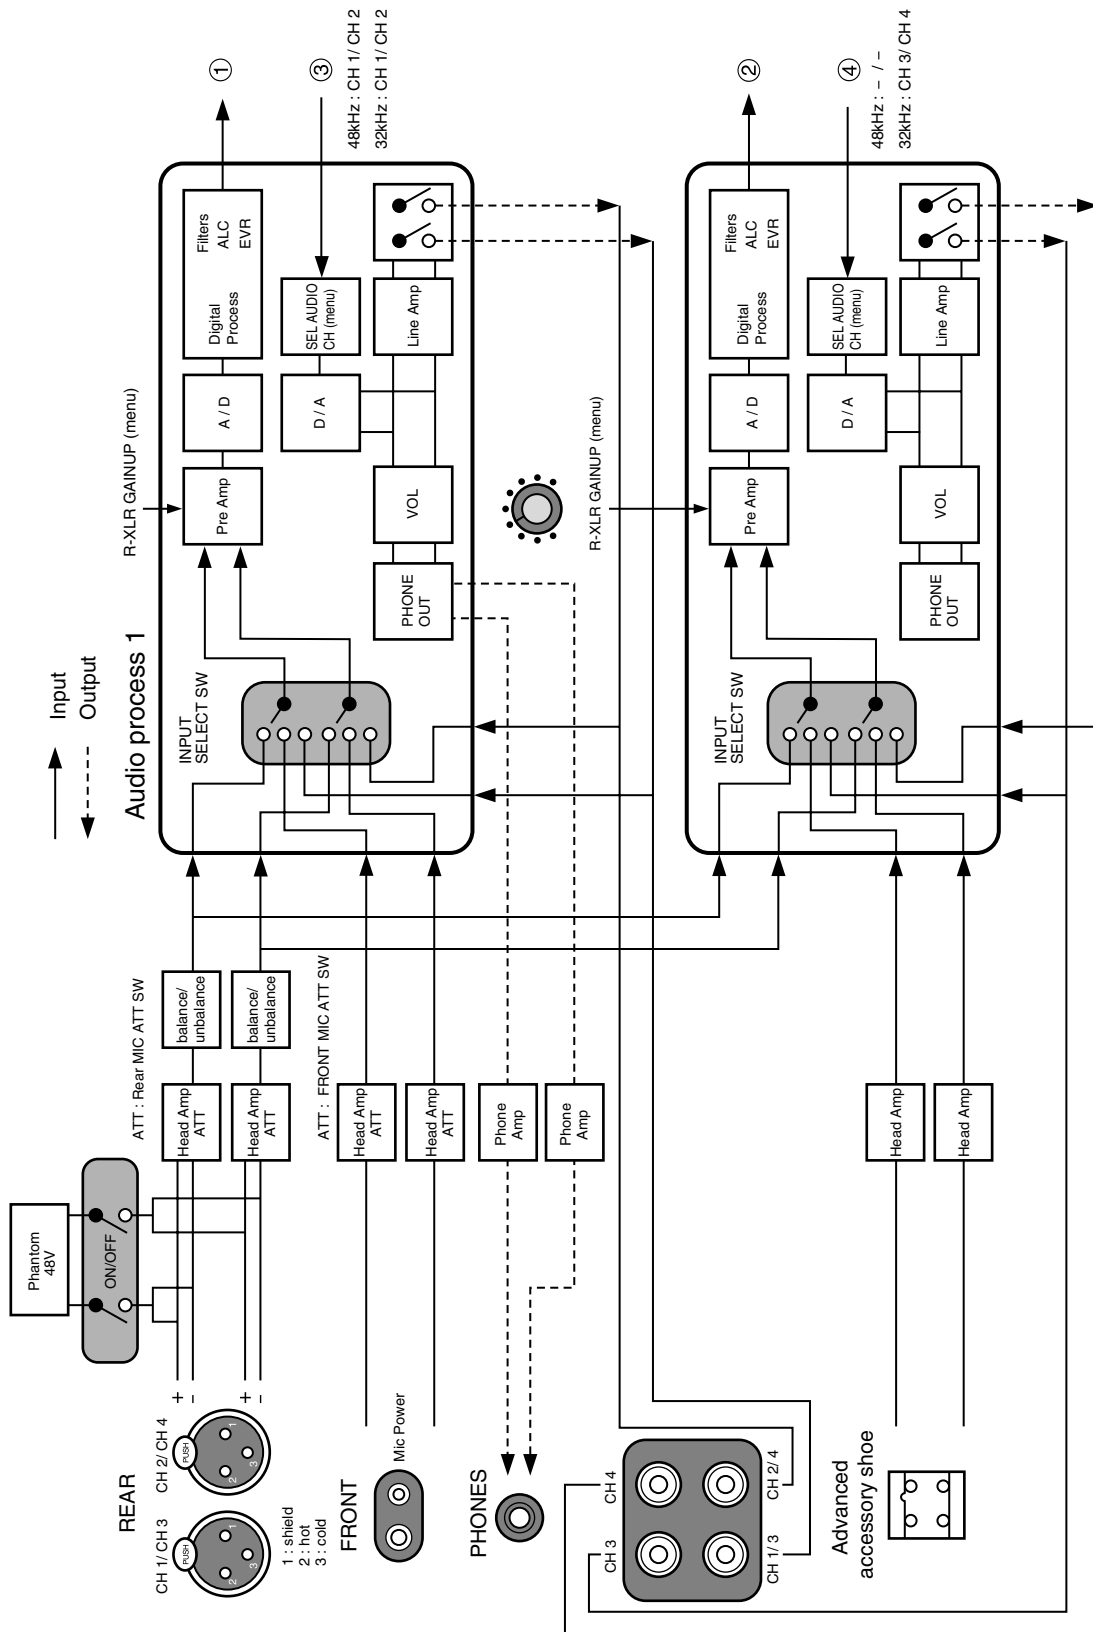 Input
Output
Phantom
48V
ON/OFF
REAR
CH 1/ CH 3
CH 2/ CH 4
PUSH
1
2
3
PUSH
1
2
3
+
-
+
-
1 : shield
2 : hot
3 : cold
ATT : Rear MIC ATT SW
Head Amp
ATT
balance/
unbalance
Head Amp
ATT
balance/
unbalance
FRONT
Mic Power
ATT : FRONT MIC ATT SW
Head Amp
ATT
Head Amp
ATT
PHONES
Phone
Amp
Phone
Amp
Audio process 1
INPUT
SELECT SW
R-XLR GAINUP (menu)
Pre Amp
A / D
Digital
Process
Filters
ALC
EVR
①
D / A
SEL AUDIO
CH (menu)
③
48kHz : CH 1/ CH 2
32kHz : CH 1/ CH 2
PHONE
OUT
VOL
Line Amp
CH 3
CH 4
CH 1/ 3
CH 2/ 4
R-XLR GAINUP (menu)
INPUT
SELECT SW
Pre Amp
A / D
Digital
Process
Filters
ALC
EVR
②
D / A
SEL AUDIO
CH (menu)
④
48kHz : – / –
32kHz : CH 3/ CH 4
PHONE
OUT
VOL
Line Amp
Advanced
accessory shoe
Head Amp
Head Amp